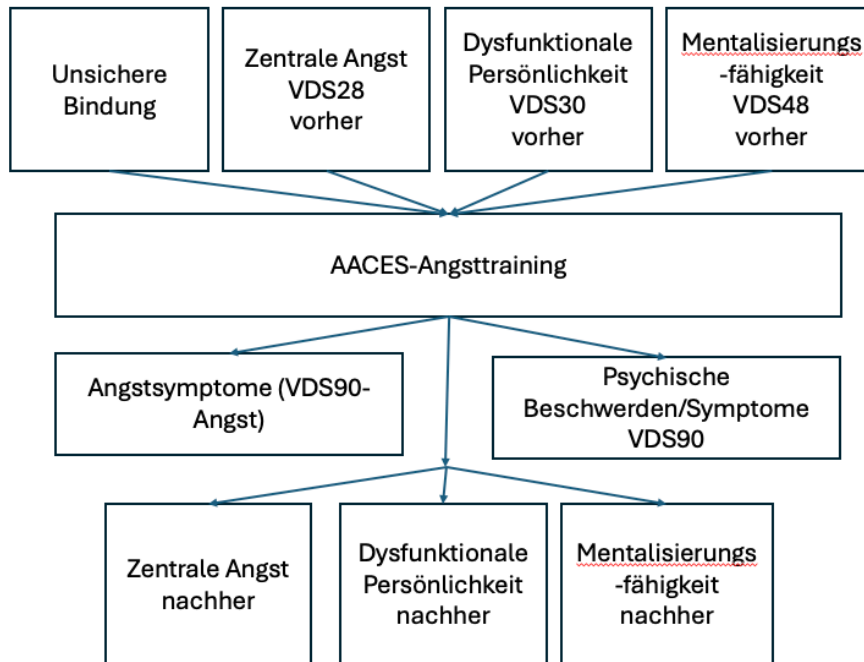 Unsichere
Bindung
Zentrale Angst
VDS28
vorher
Dysfunktionale
Persönlichkeit
VDS30
vorher
Mentalisierungs
-fähigkeit
VDS48
vorher
AACES-Angsttraining
Angstsymptome (VDS90-
Angst)
Psychische
Beschwerden/Symptome
VDS90
Zentrale Angst
nachher
Dysfunktionale
Persönlichkeit
nachher
Mentalisierungs
-fähigkeit
nachher